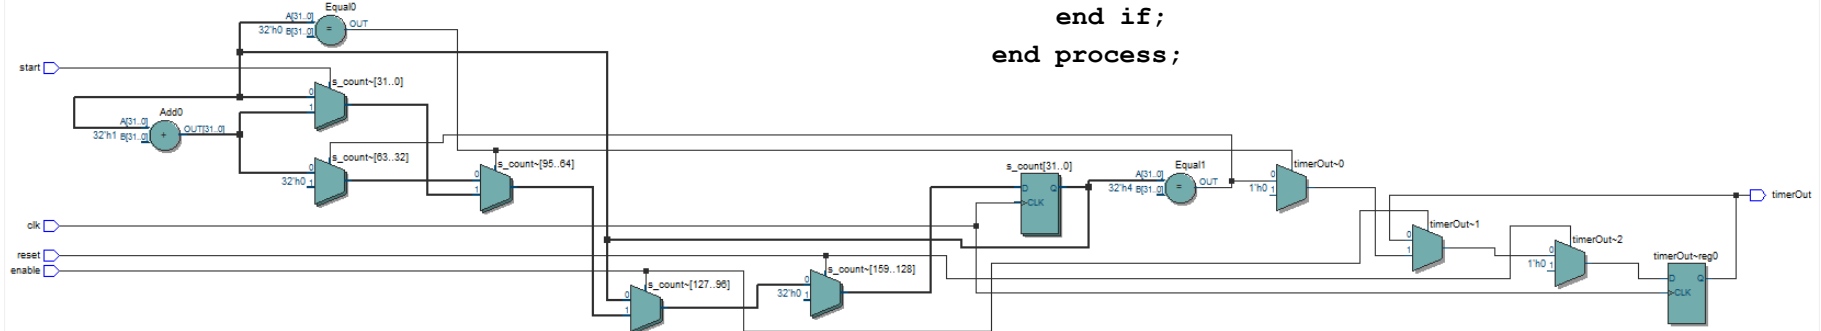 end if;
end process;
Equal0
A[31..0]
OUT
32'h0 B[31..0]
=
start
s_count~[31..0]
0
1
Add0
A[31..0]
OUT[31..0]
32'h1 B[31..0]
+
s_count~[63..32]
0
32'h0 1
s_count~[95..64]
0
1
s_count[31..0]
D Q
>CLK
Equal1
A[31..0]
OUT
32'h4 B[31..0]
=
timerOut~0
0
1'h0 1
timerOut
clk
timerOut~1
0
1
timerOut~2
0
1'h0 1
reset
enable
timerOut~reg0
D Q
>CLK
s_count~[159..128]
0
32'h0 1
s_count~[127..96]
0
1